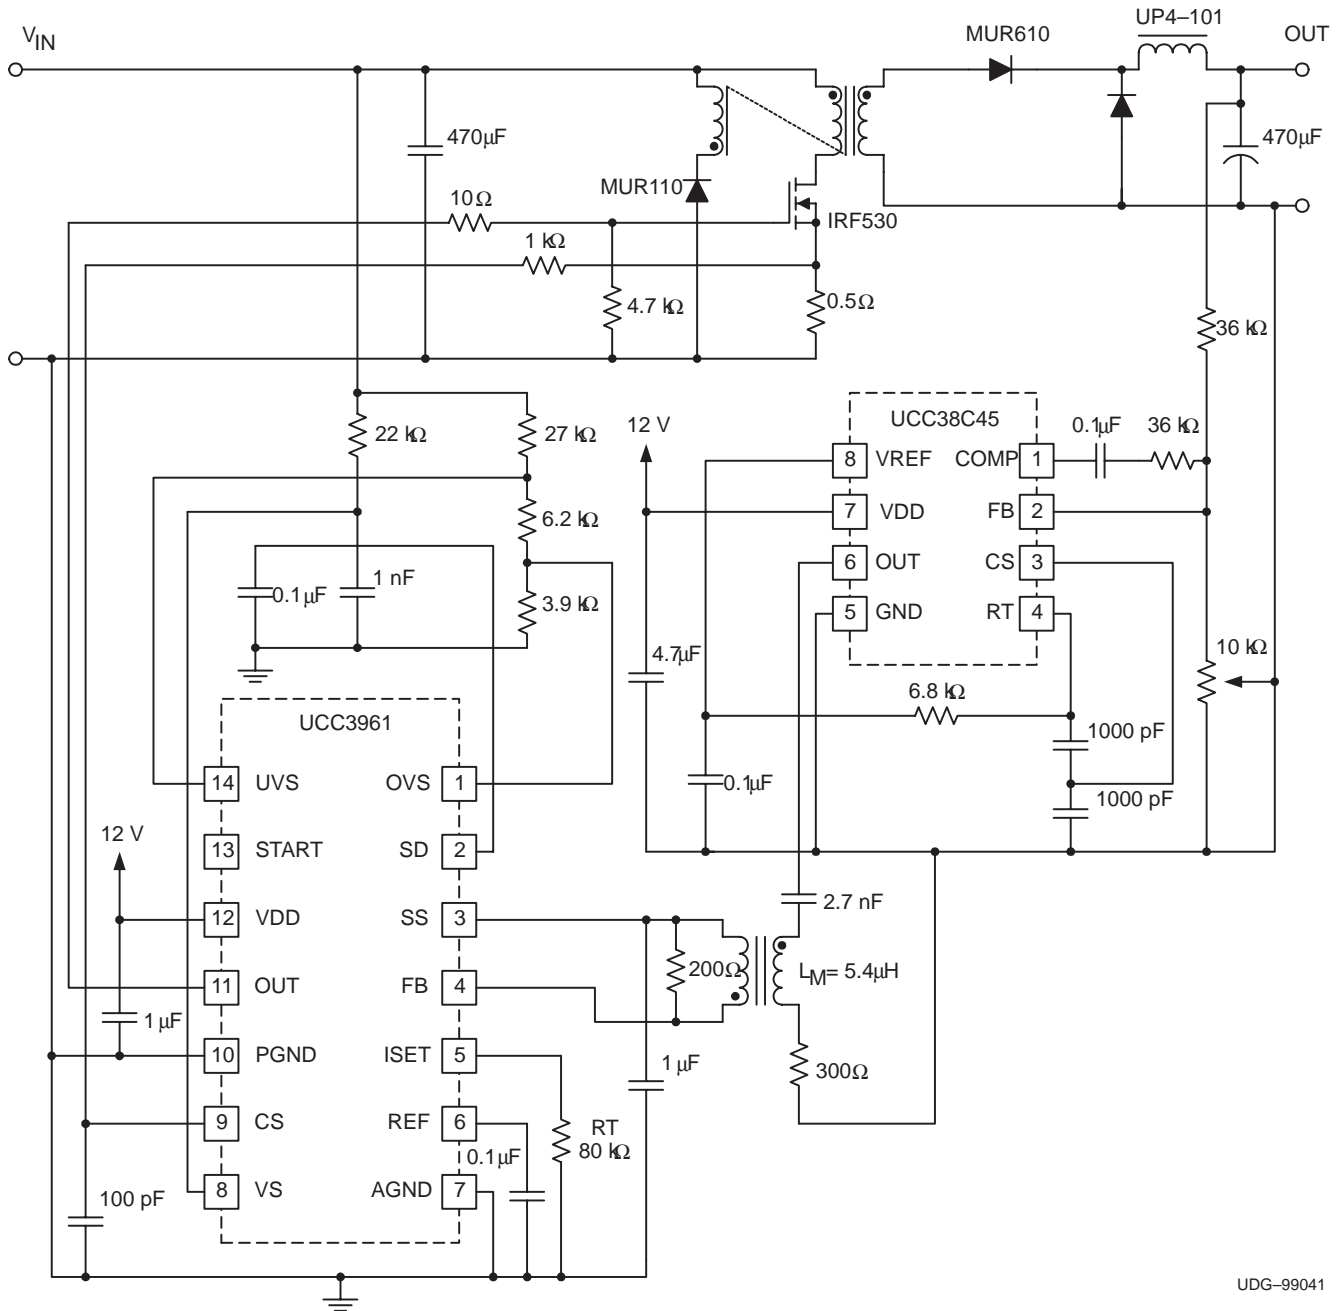 UP4–101
VIN
MUR610
OUT
470µF
470µF
MUR110
10Ω
IRF530
1 kΩ
4.7 kΩ
0.5Ω
36 kΩ
UCC38C45
22 kΩ
27 kΩ
12 V
0.1µF
36 kΩ
8 VREF COMP 1
7 VDD FB 2
6.2 kΩ
6 OUT CS 3
0.1µF
1 nF
3.9 kΩ
5 GND RT 4
4.7µF
10 kΩ
6.8 kΩ
UCC3961
1000 pF
0.1µF
1000 pF
14 UVS OVS 1
12 V
13 START SD 2
2.7 nF
12 VDD SS 3
200Ω
LM= 5.4µH
11 OUT FB 4
1 µF
10 PGND ISET 5
1 µF
300Ω
9 CS REF 6
RT
80 kΩ
0.1µF
100 pF
8 VS AGND 7
UDG–99041